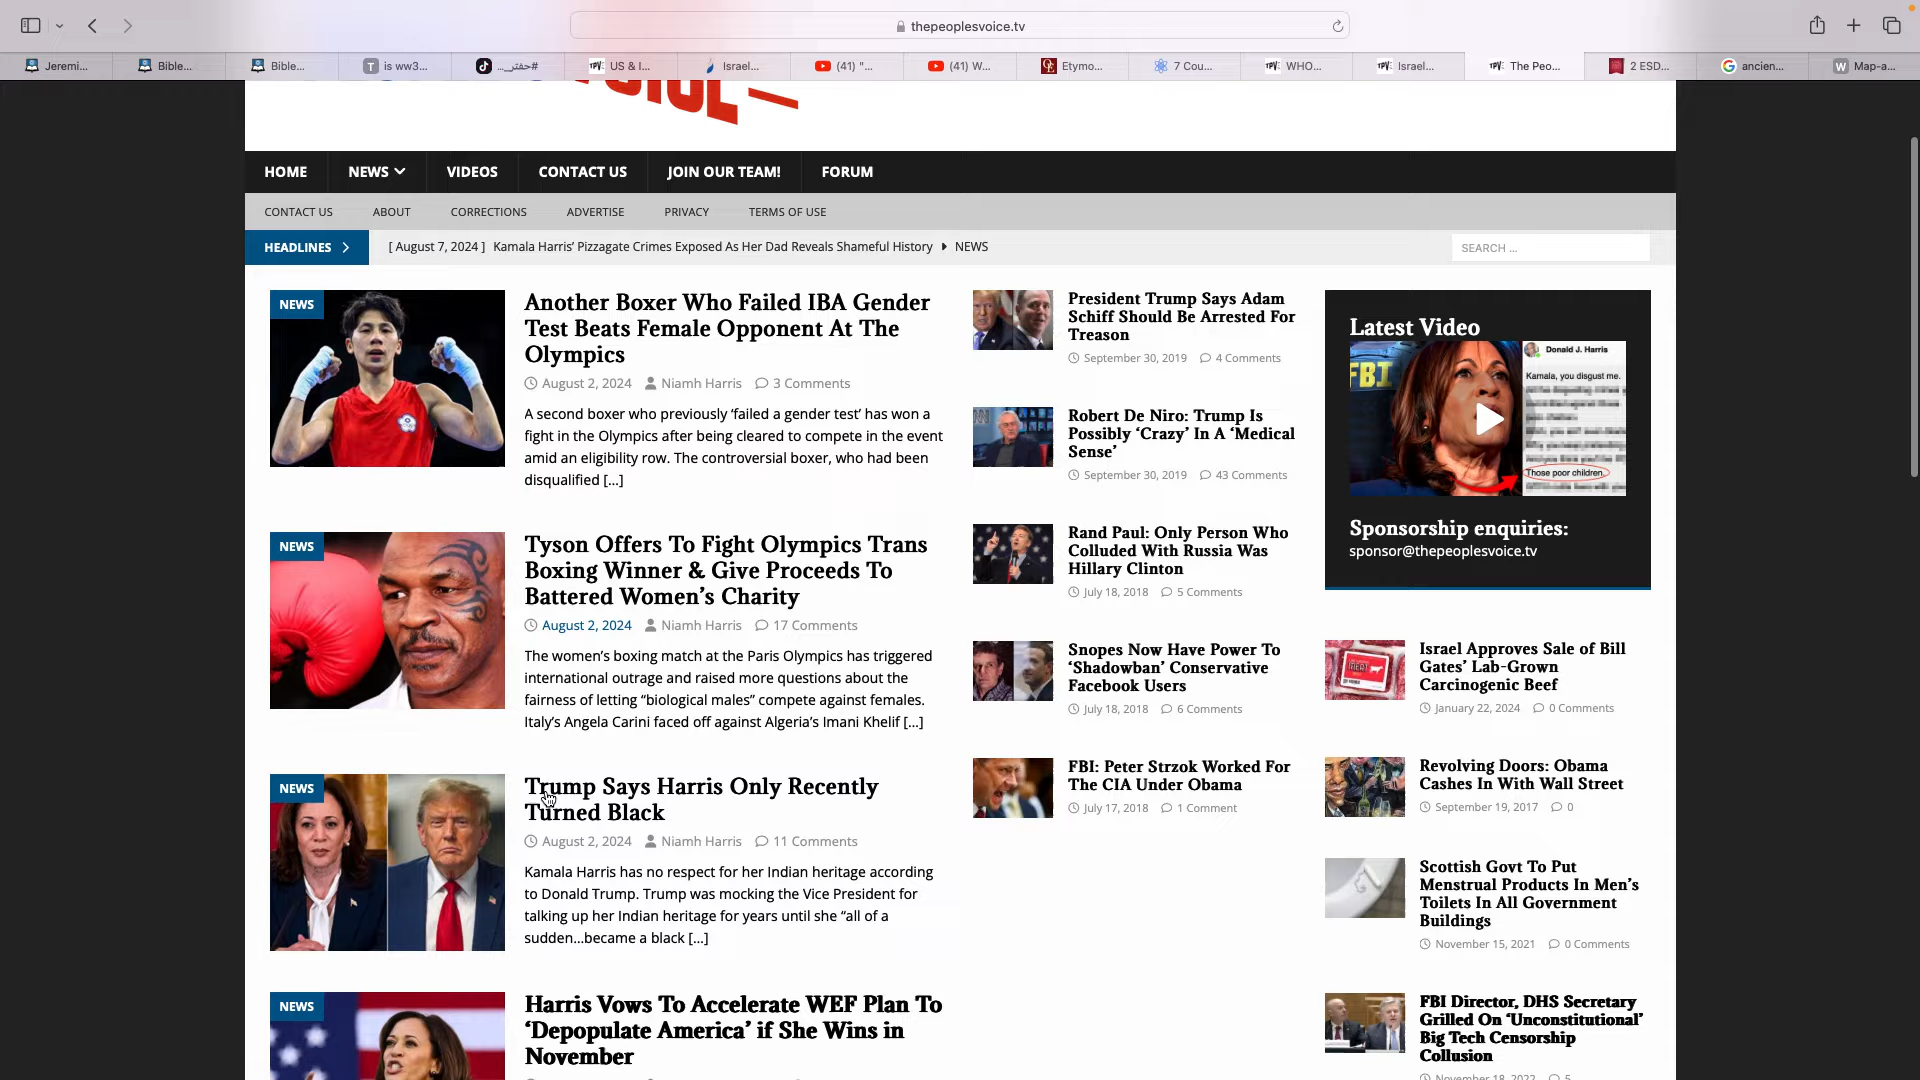 thepeoplesvoice.tv
Jeremi...
Bible...
Bible...
is ww3...
#حفتر_...
US & I...
Israel...
(41) "...
(41) W...
Etymo...
7 Cou...
WHO...
Israel...
The Peo...
2 ESD...
ancien...
Map-a...
HOME NEWS VIDEOS CONTACT US JOIN OUR TEAM! FORUM
CONTACT US ABOUT CORRECTIONS ADVERTISE PRIVACY TERMS OF USE
HEADLINES
[ August 7, 2024 ] Kamala Harris’ Pizzagate Crimes Exposed As Her Dad Reveals Shameful History NEWS
SEARCH ...
NEWS
Another Boxer Who Failed IBA Gender
Test Beats Female Opponent At The
Olympics
August 2, 2024 Niamh Harris 3 Comments
A second boxer who previously ‘failed a gender test’ has won a
fight in the Olympics after being cleared to compete in the event
amid an eligibility row. The controversial boxer, who had been
disqualified [...]
NEWS
Tyson Offers To Fight Olympics Trans
Boxing Winner & Give Proceeds To
Battered Women’s Charity
August 2, 2024 Niamh Harris 17 Comments
The women’s boxing match at the Paris Olympics has triggered
international outrage and raised more questions about the
fairness of letting “biological males” compete against females.
Italy’s Angela Carini faced off against Algeria’s Imani Khelif [...]
NEWS
Trump Says Harris Only Recently
Turned Black
August 2, 2024 Niamh Harris 11 Comments
Kamala Harris has no respect for her Indian heritage according
to Donald Trump. Trump was mocking the Vice President for
talking up her Indian heritage for years until she “all of a
sudden...became a black [...]
NEWS
Harris Vows To Accelerate WEF Plan To
‘Depopulate America’ if She Wins in
November
President Trump Says Adam
Schiff Should Be Arrested For
Treason
September 30, 2019 4 Comments
Robert De Niro: Trump Is
Possibly ‘Crazy’ In A ‘Medical
Sense’
September 30, 2019 43 Comments
Rand Paul: Only Person Who
Colluded With Russia Was
Hillary Clinton
July 18, 2018 5 Comments
Snopes Now Have Power To
‘Shadowban’ Conservative
Facebook Users
July 18, 2018 6 Comments
FBI: Peter Strzok Worked For
The CIA Under Obama
July 17, 2018 1 Comment
Latest Video
FBI
Donald J. Harris
Kamala, you disgust me.
Those poor children.
Sponsorship enquiries:
sponsor@thepeoplesvoice.tv
Israel Approves Sale of Bill
Gates’ Lab-Grown
Carcinogenic Beef
January 22, 2024 0 Comments
Revolving Doors: Obama
Cashes In With Wall Street
September 19, 2017 0
Scottish Govt To Put
Menstrual Products In Men’s
Toilets In All Government
Buildings
November 15, 2021 0 Comments
FBI Director, DHS Secretary
Grilled On ‘Unconstitutional’
Big Tech Censorship
Collusion
November 18, 2022 5